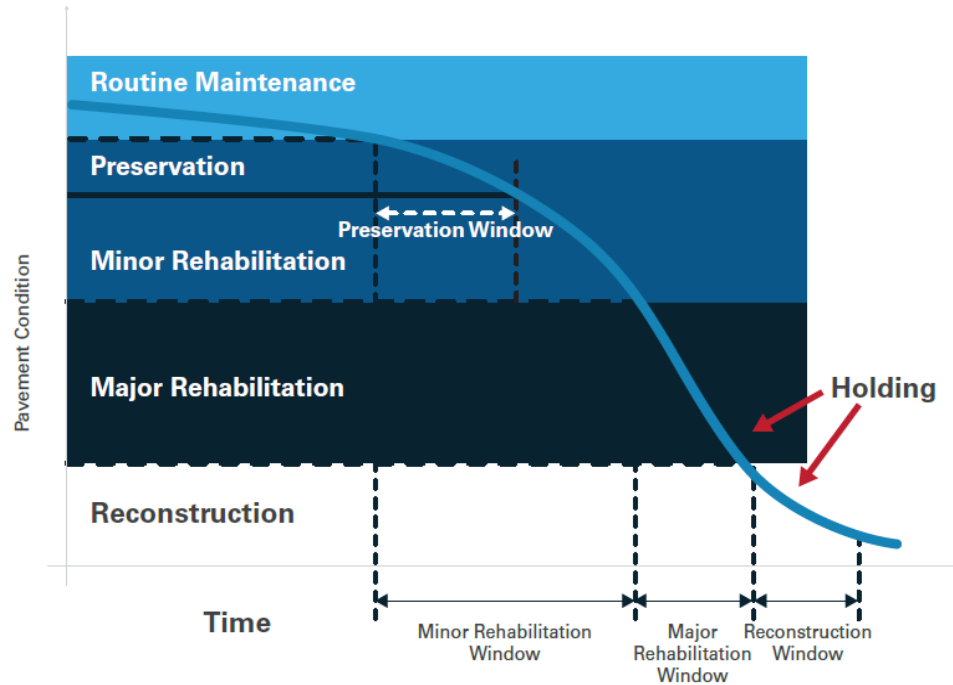 Routine Maintenance
Preservation
Preservation Window
Minor Rehabilitation
Pavement Condition
Major Rehabilitation
Holding
Reconstruction
Time
Minor Rehabilitation
Window
Major
Rehabilitation
Window
Reconstruction
Window